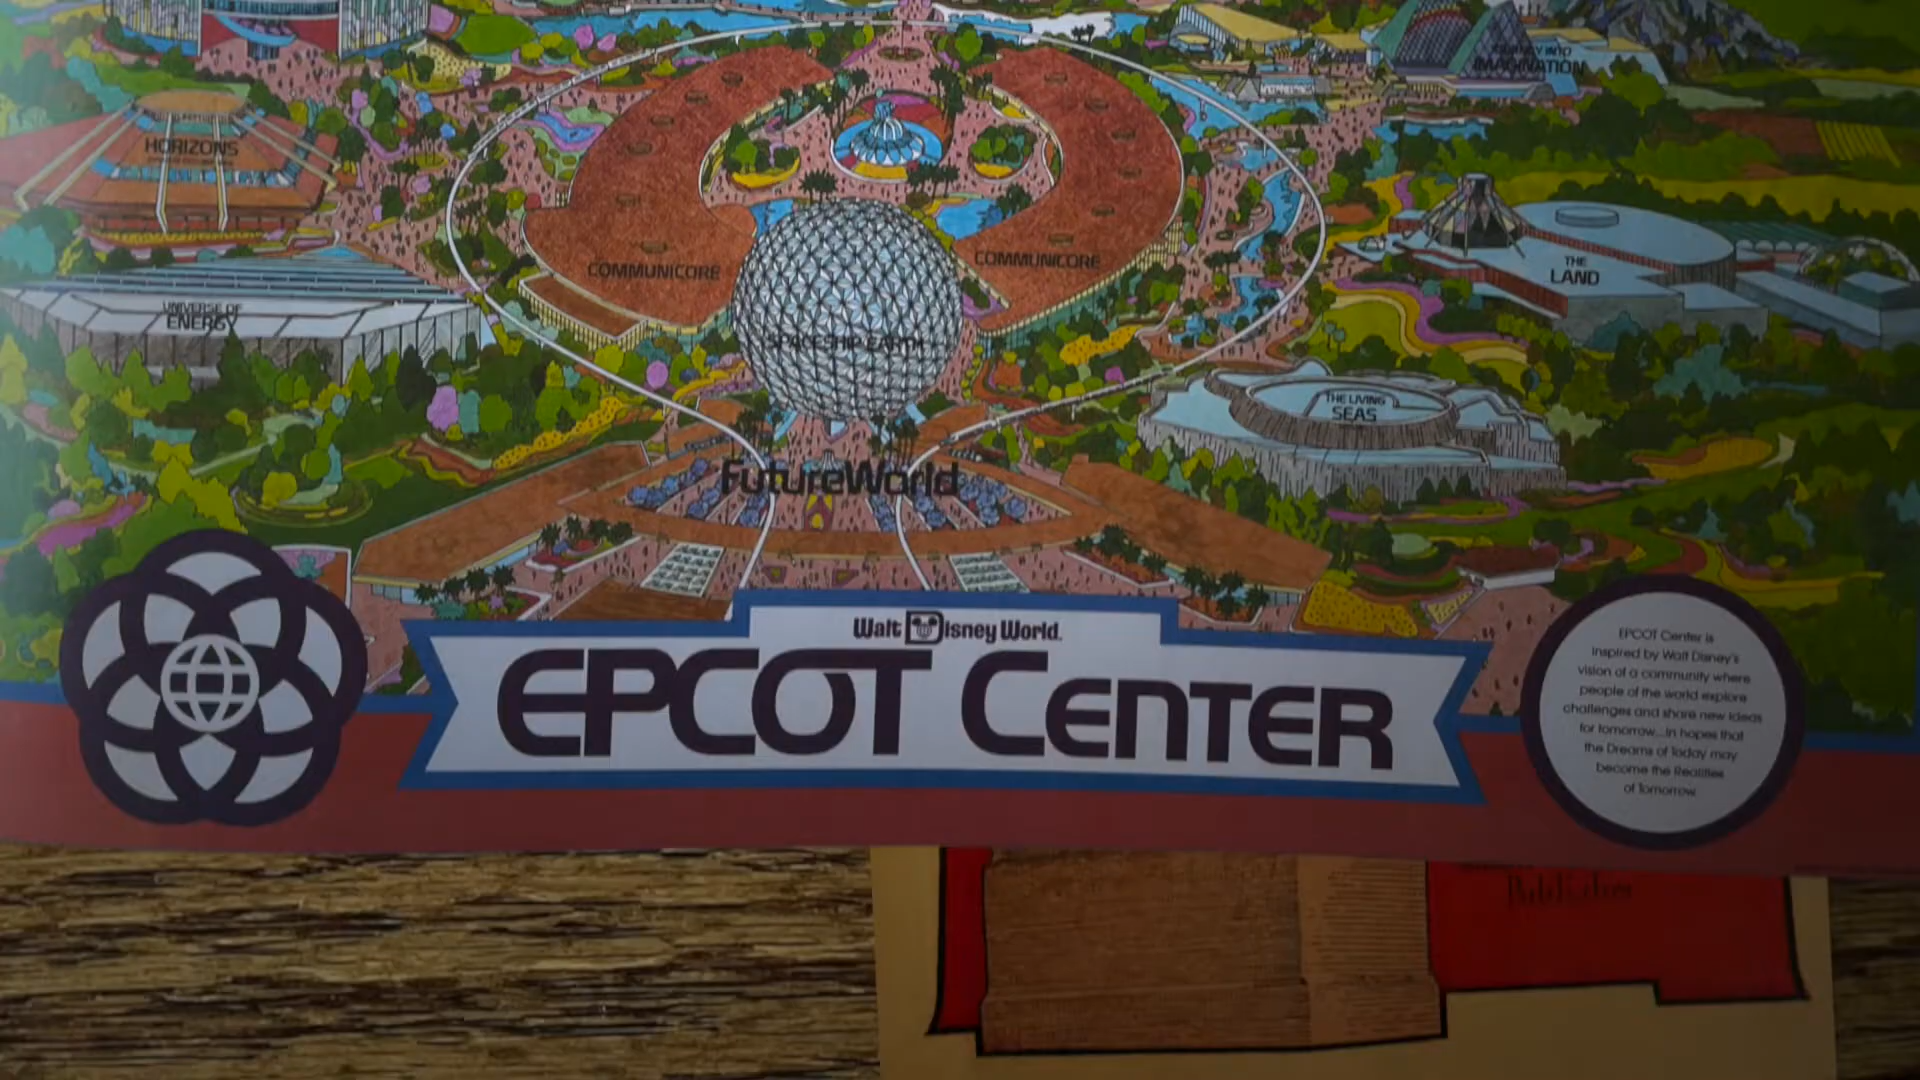 JOURNEY INTO
IMAGINATION
HORIZONS
COMMUNICORE
COMMUNICORE
THE
LAND
UNIVERSE OF
ENERGY
SPACESHIP EARTH
THE LIVING
SEAS
FutureWorld
Walt Disney World.
EPCOT CENTER
EPCOT Center is
inspired by Walt Disney's
vision of a community where
people of the world explore
challenges and share new ideas
for tomorrow...in hopes that
the Dreams of Today may
become the Realities
of Tomorrow